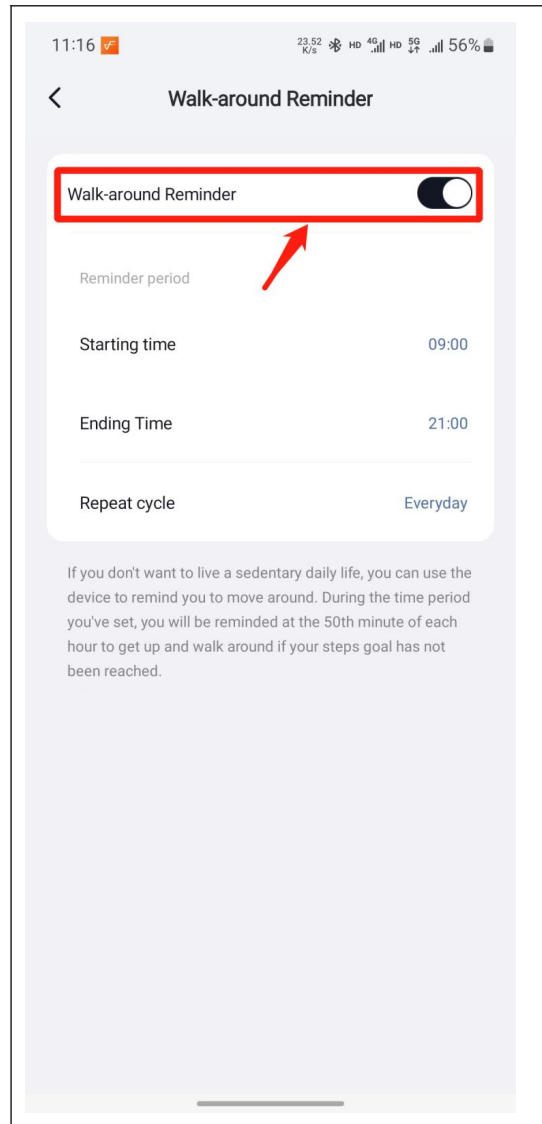 11:16
23.52 K/s HD 4G HD 5G 56%
Walk-around Reminder
Walk-around Reminder
Reminder period
Starting time 09:00
Ending Time 21:00
Repeat cycle Everyday
If you don't want to live a sedentary daily life, you can use the
device to remind you to move around. During the time period
you've set, you will be reminded at the 50th minute of each
hour to get up and walk around if your steps goal has not
been reached.